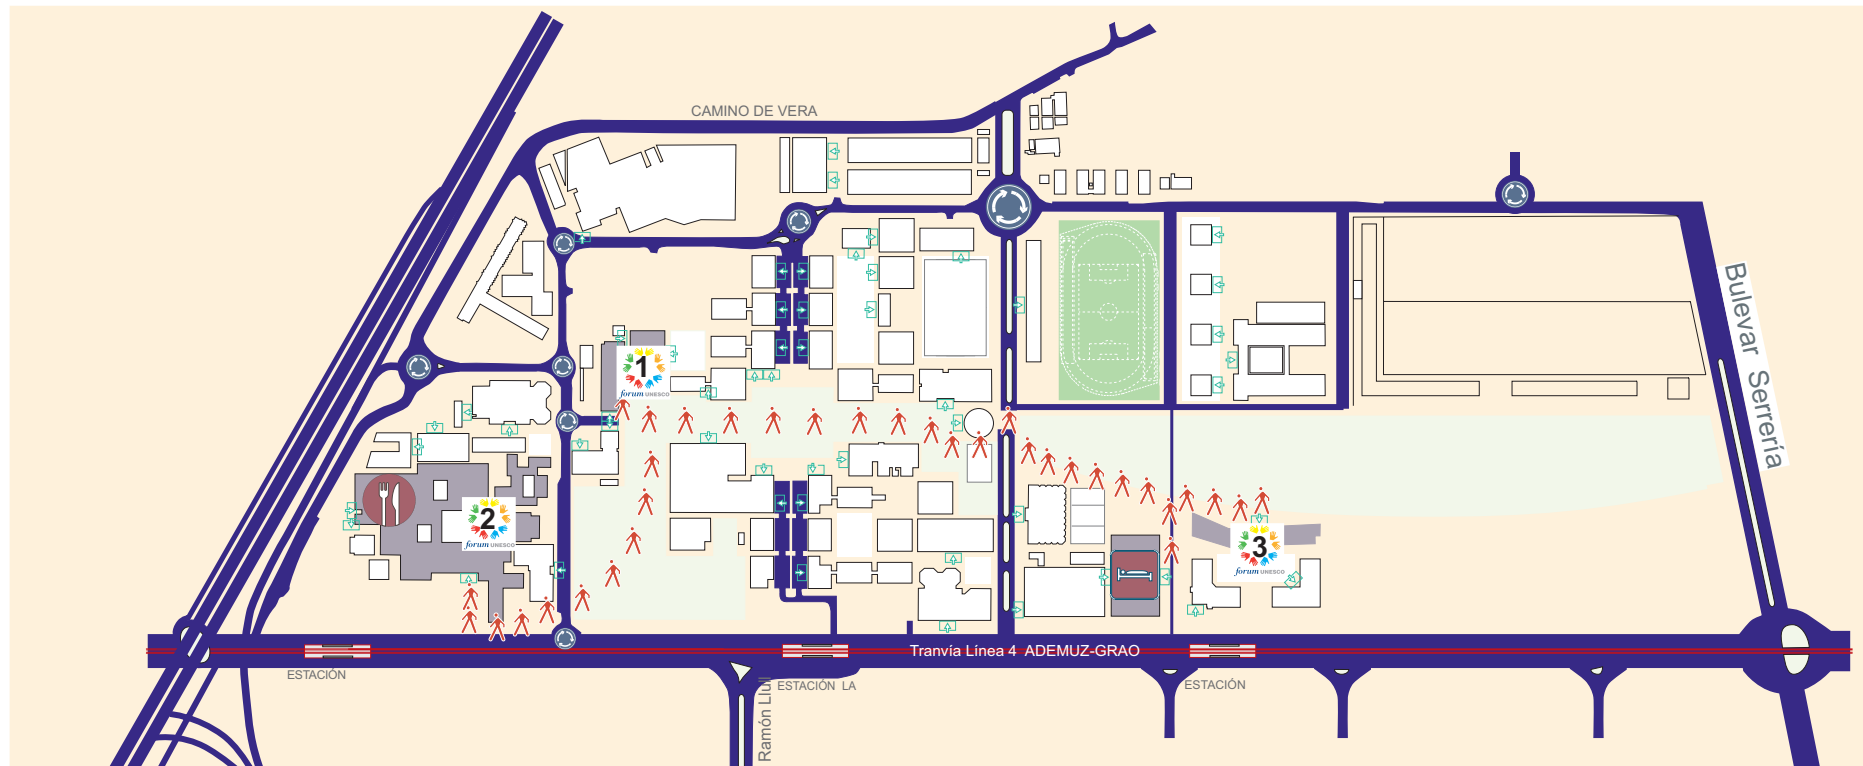 CAMINO DE VERA
Bulevar Serrería
1
forum UNESCO
2
forum UNESCO
3
forum UNESCO
Tranvía Línea 4 ADEMUZ-GRAO
ESTACIÓN
ESTACIÓN LA
ESTACIÓN
Ramón Llull